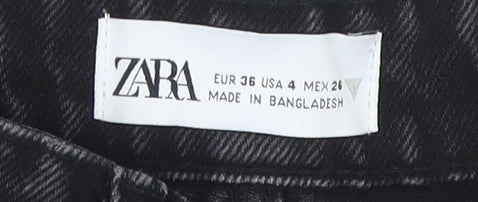 ZARA
EUR 36 USA 4 MEX 26
MADE IN BANGLADESH